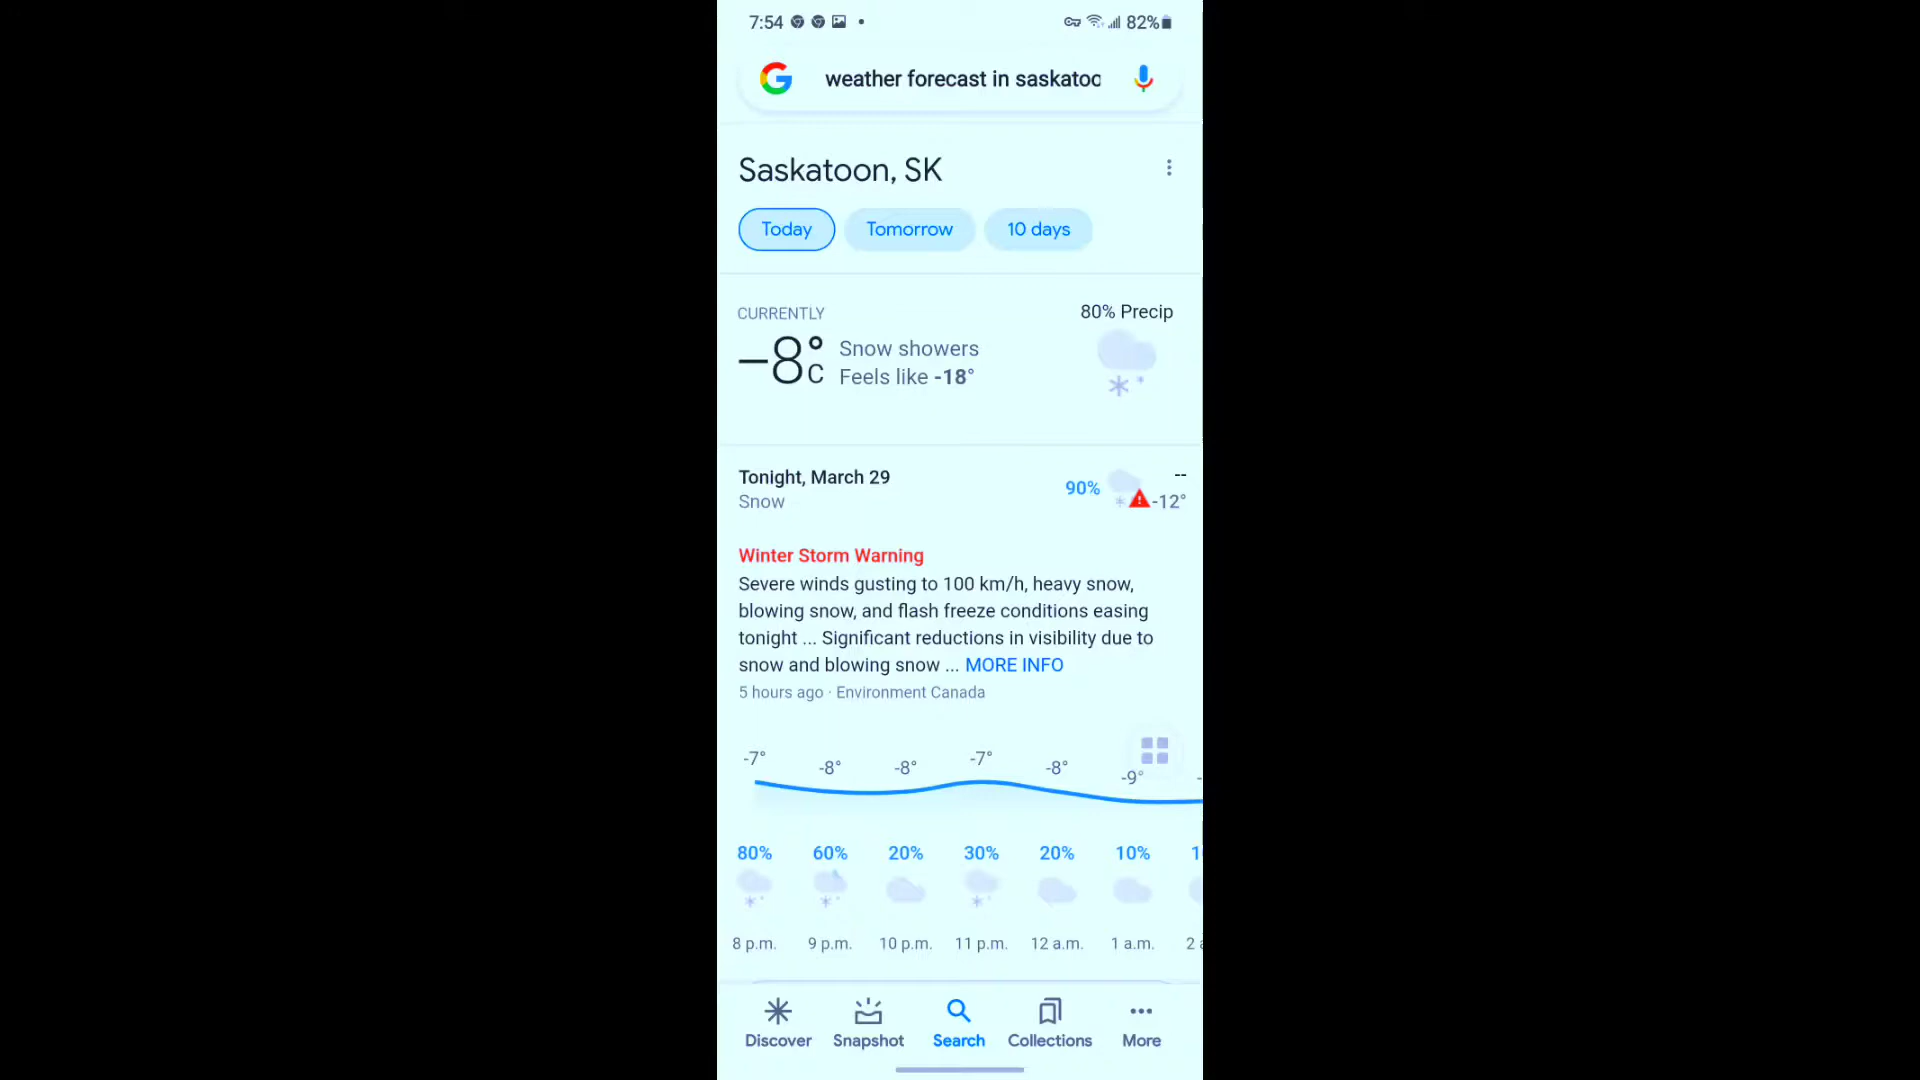 7:54 82%
weather forecast in saskatoo
Saskatoon, SK
Today Tomorrow 10 days
CURRENTLY 80% Precip
-8°C Snow showers
Feels like -18°
Tonight, March 29 90% --
Snow -12°
Winter Storm Warning
Severe winds gusting to 100 km/h, heavy snow,
blowing snow, and flash freeze conditions easing
tonight ... Significant reductions in visibility due to
snow and blowing snow ... MORE INFO
5 hours ago · Environment Canada
-7° -8° -8° -7° -8° -9° -
80% 60% 20% 30% 20% 10% 1
8 p.m. 9 p.m. 10 p.m. 11 p.m. 12 a.m. 1 a.m. 2
Discover Snapshot Search Collections More